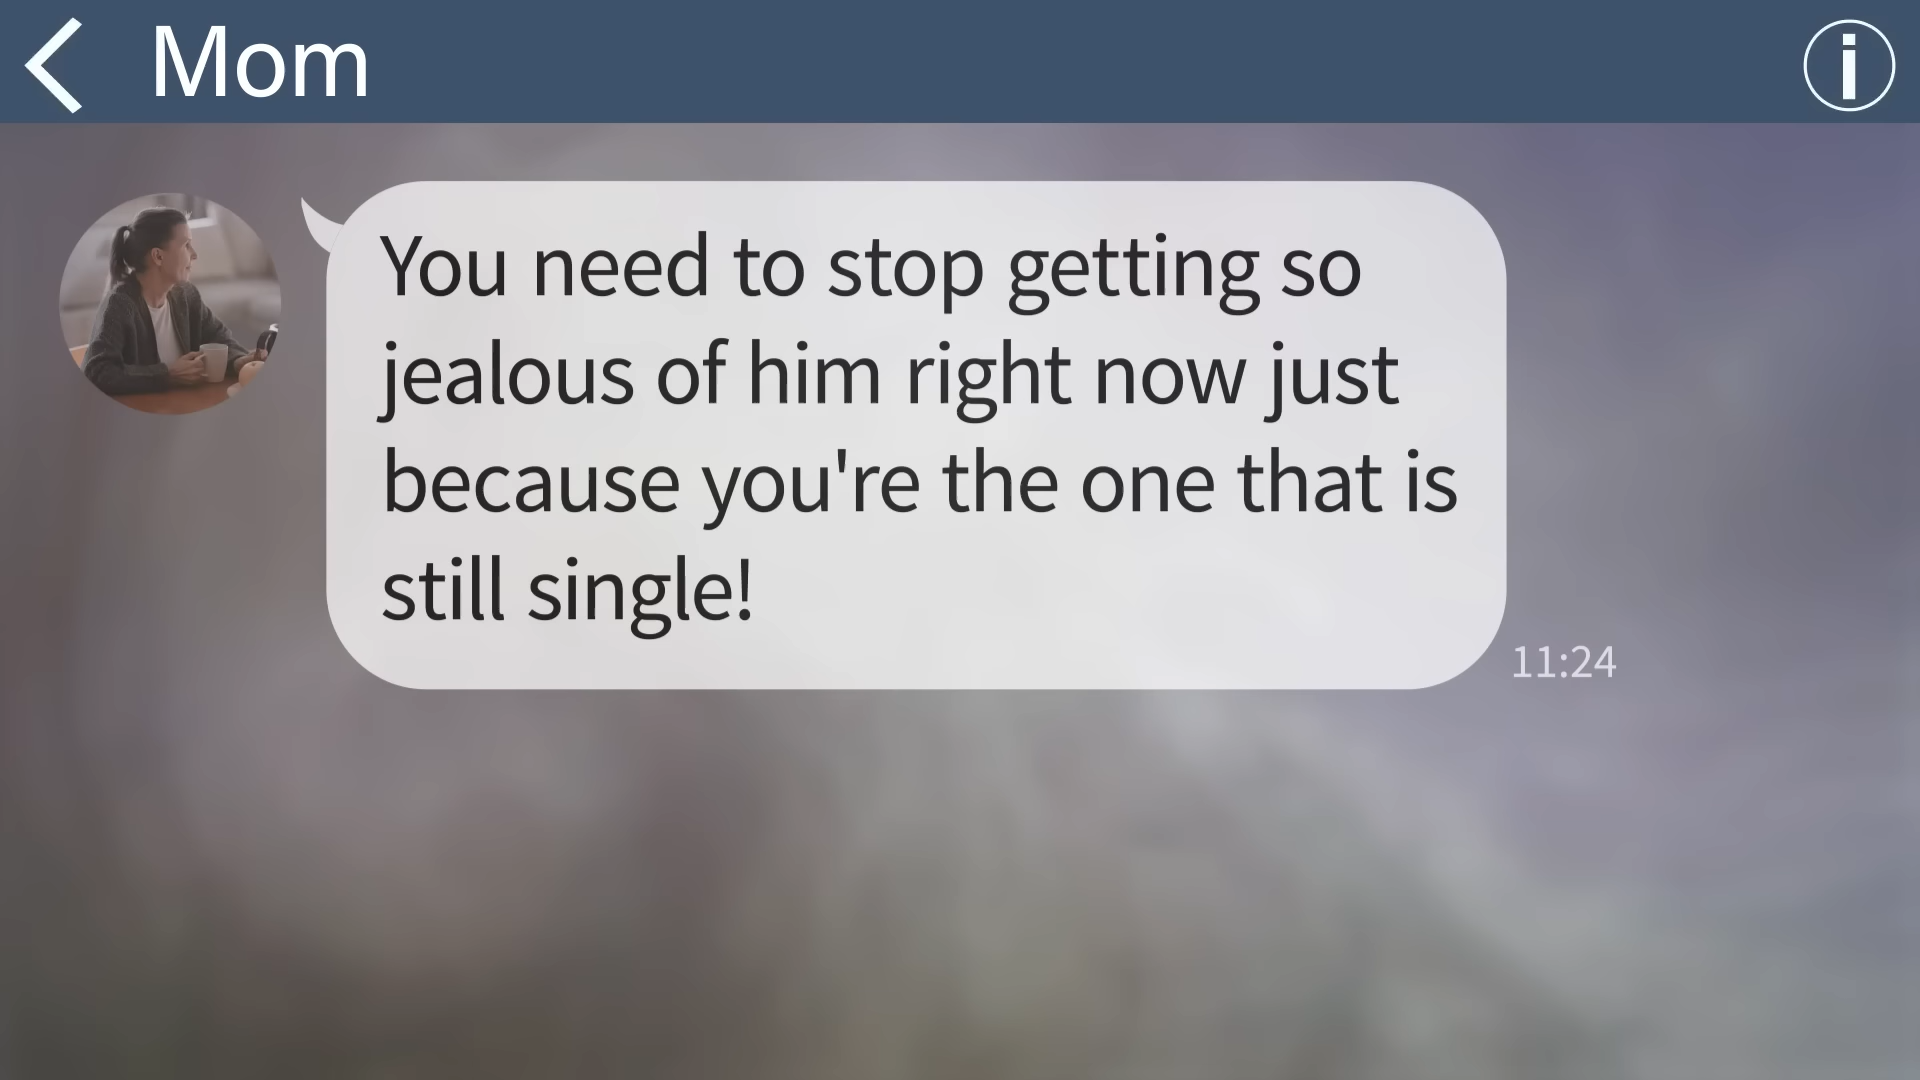 Mom
You need to stop getting so
jealous of him right now just
because you're the one that is
still single!
11:24